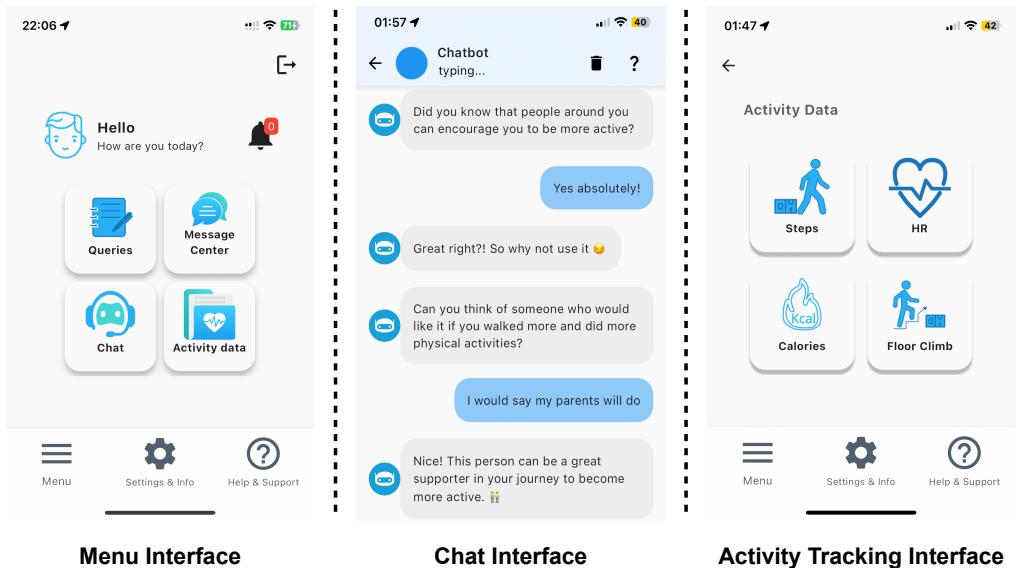 22:06
71
0
Hello
How are you today?
Queries
Message
Center
Chat
Activity data
Menu
Settings & Info
Help & Support
Menu Interface
01:57
40
Chatbot
typing...
?
Did you know that people around you
can encourage you to be more active?
Yes absolutely!
Great right?! So why not use it 😏
Can you think of someone who would
like it if you walked more and did more
physical activities?
I would say my parents will do
Nice! This person can be a great
supporter in your journey to become
more active. 👬
Chat Interface
01:47
42
Activity Data
Steps
HR
Kcal
Calories
Floor Climb
Menu
Settings & Info
Help & Support
Activity Tracking Interface